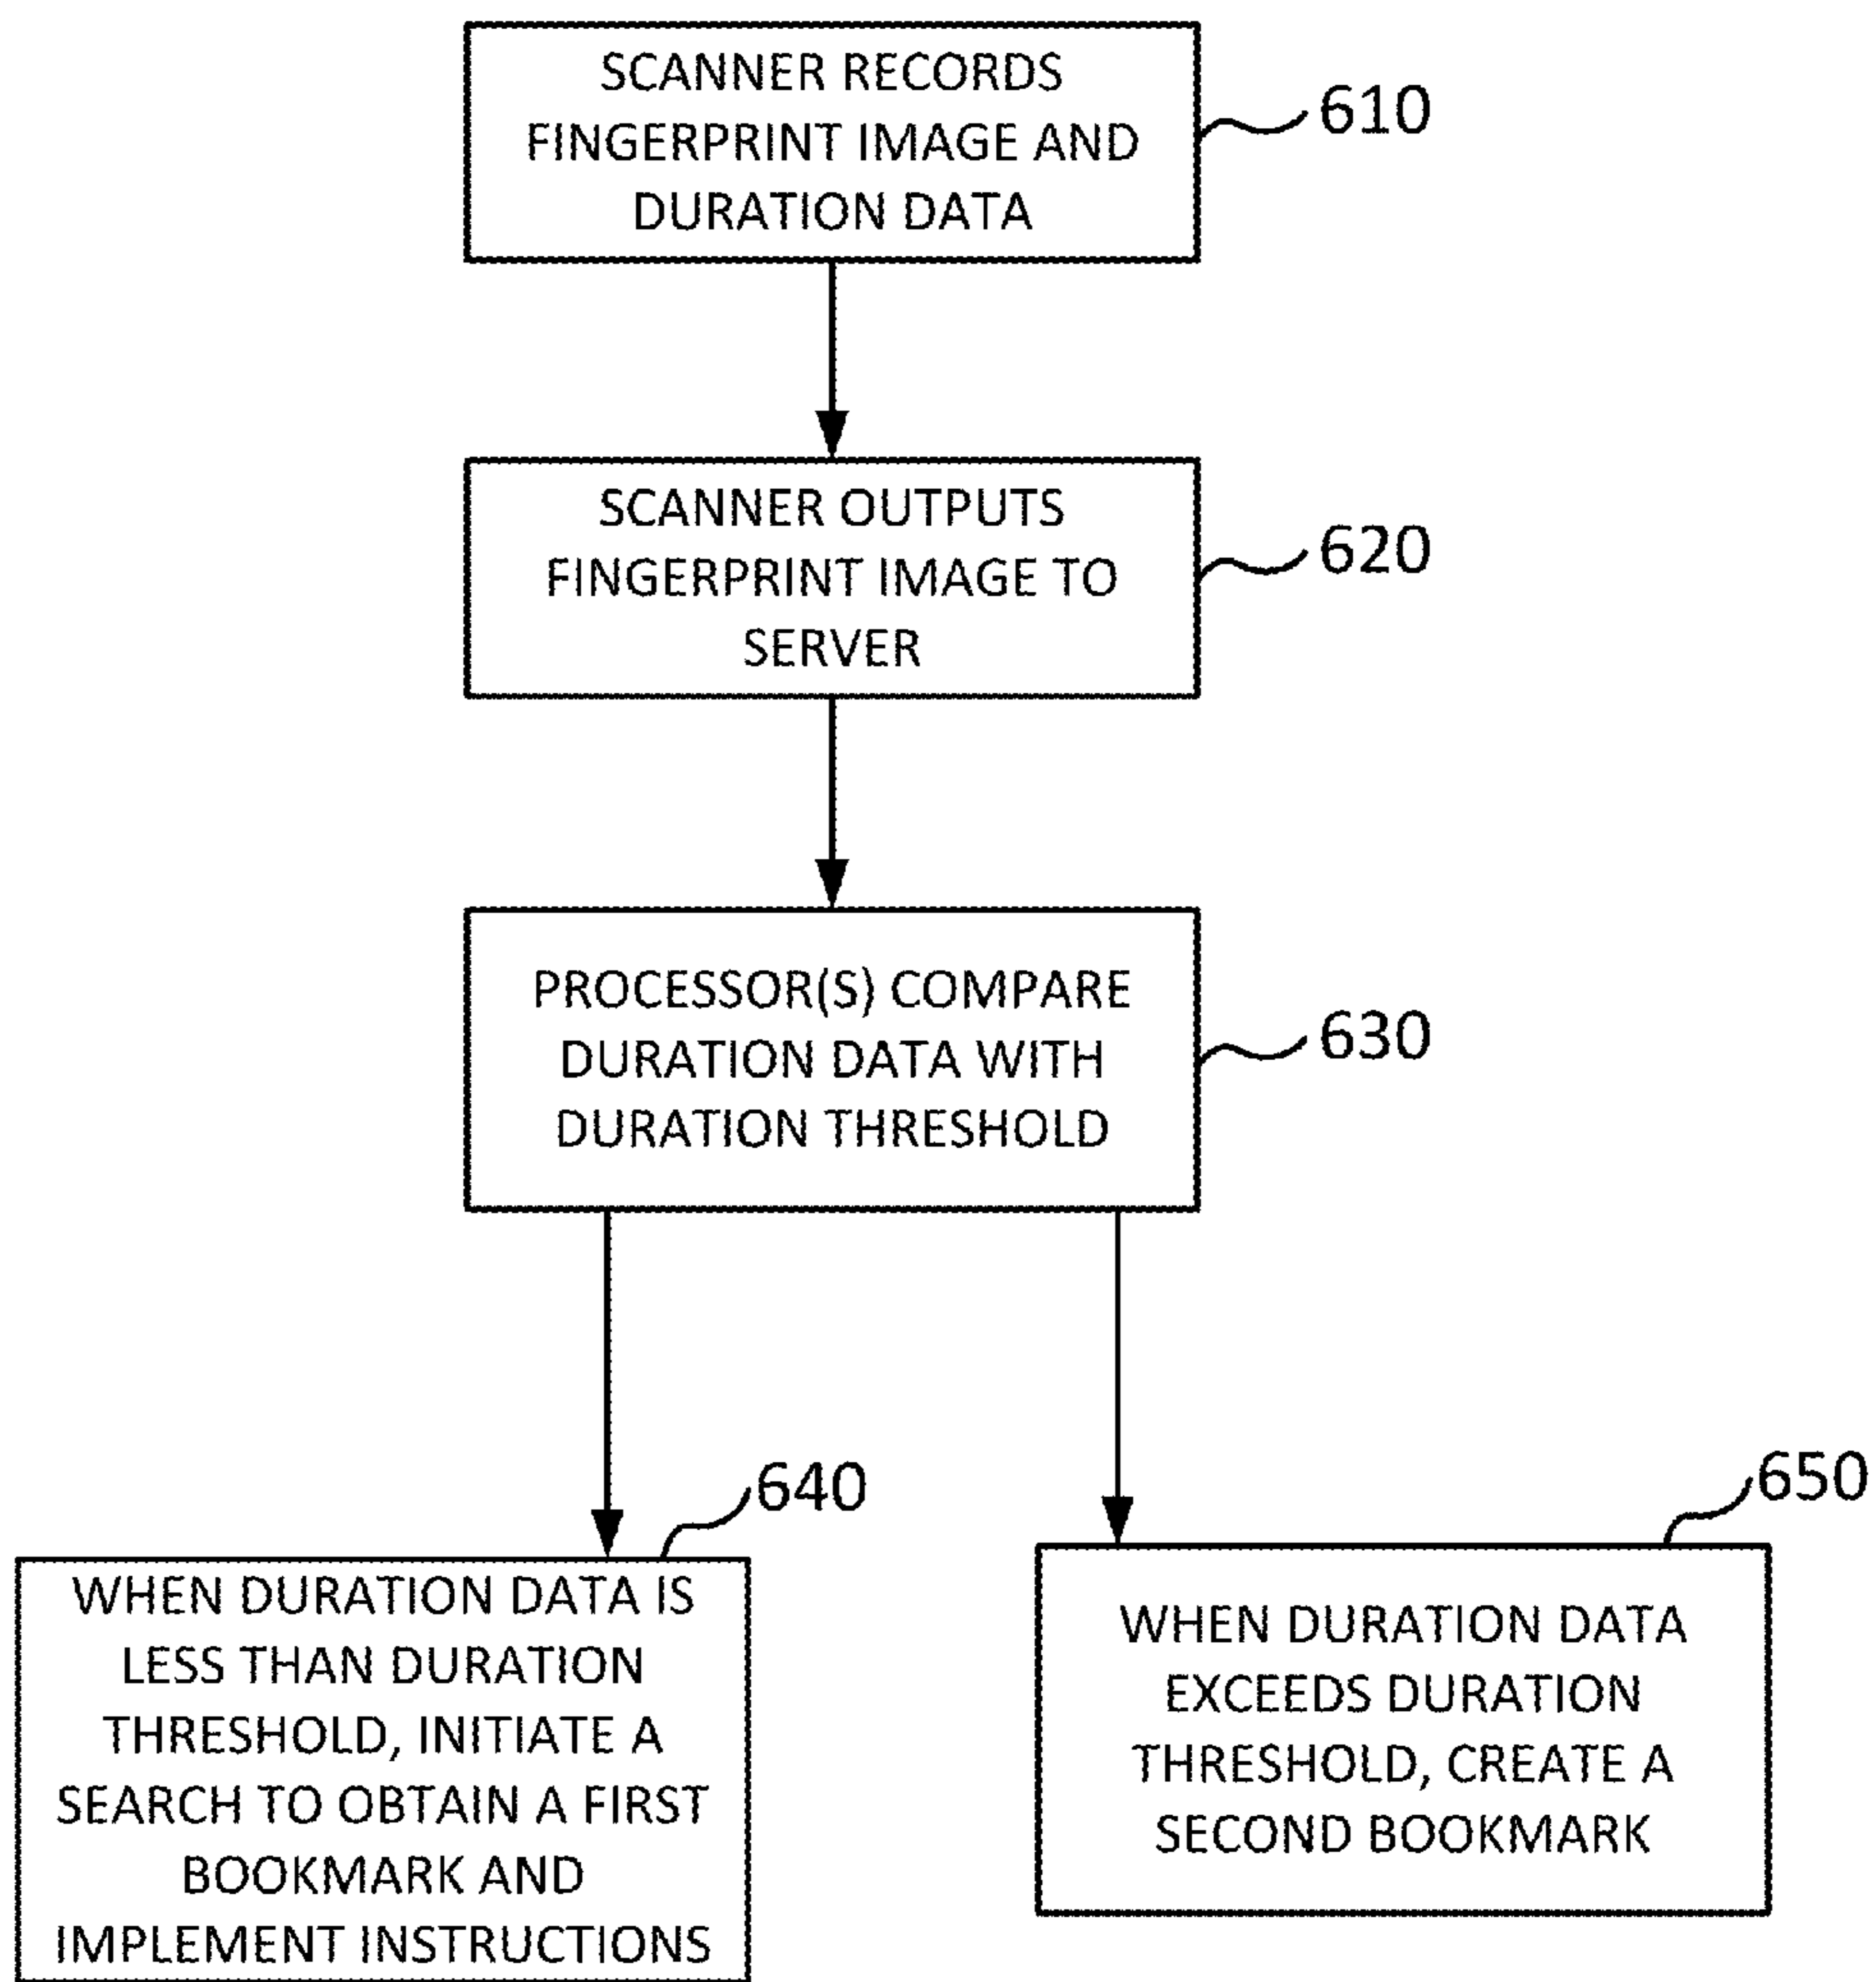 SCANNER RECORDS
FINGERPRINT IMAGE AND
DURATION DATA
610
SCANNER OUTPUTS
FINGERPRINT IMAGE TO
SERVER
620
PROCESSOR(S) COMPARE
DURATION DATA WITH
DURATION THRESHOLD
630
640
WHEN DURATION DATA IS
LESS THAN DURATION
THRESHOLD, INITIATE A
SEARCH TO OBTAIN A FIRST
BOOKMARK AND
IMPLEMENT INSTRUCTIONS
650
WHEN DURATION DATA
EXCEEDS DURATION
THRESHOLD, CREATE A
SECOND BOOKMARK